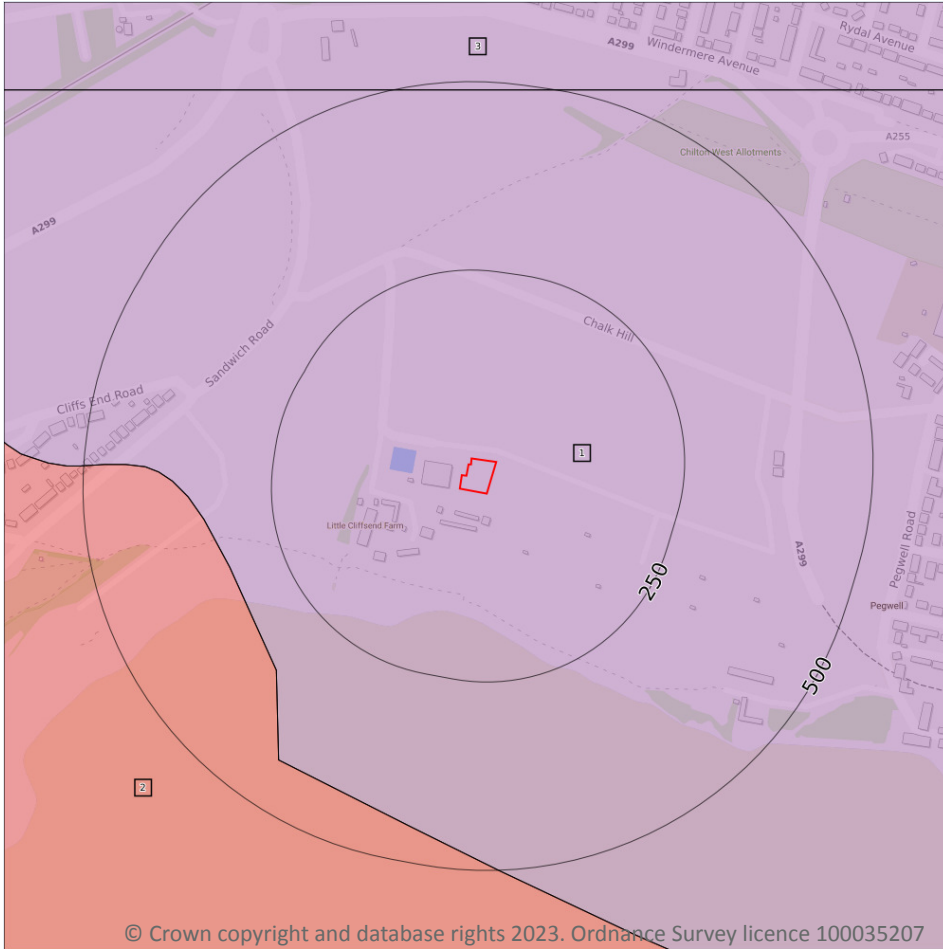 3
A299
Windermere Avenue
Rydal Avenue
A255
Chilton West Allotments
A299
Chalk Hill
Sandwich Road
Cliffs End Road
1
Little Cliffsend Farm
A299
Pegwell Road
250
Pegwell
500
2
© Crown copyright and database rights 2023. Ordnance Survey licence 100035207